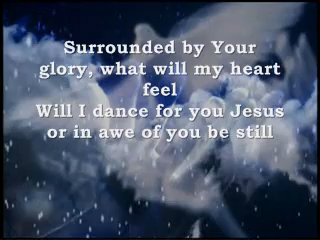 Surrounded by Your
glory, what will my heart
feel
Will I dance for you Jesus
or in awe of you be still